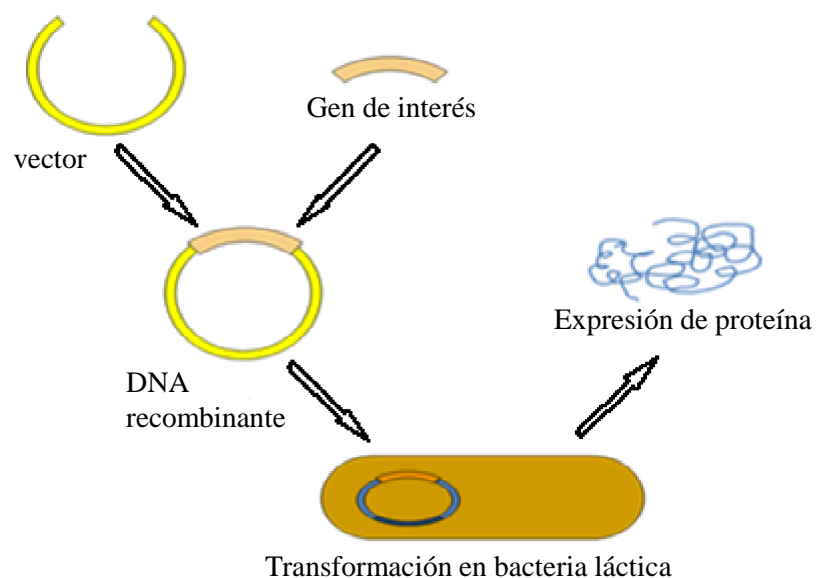 Gen de interés
vector
DNA
recombinante
Expresión de proteína
Transformación en bacteria láctica